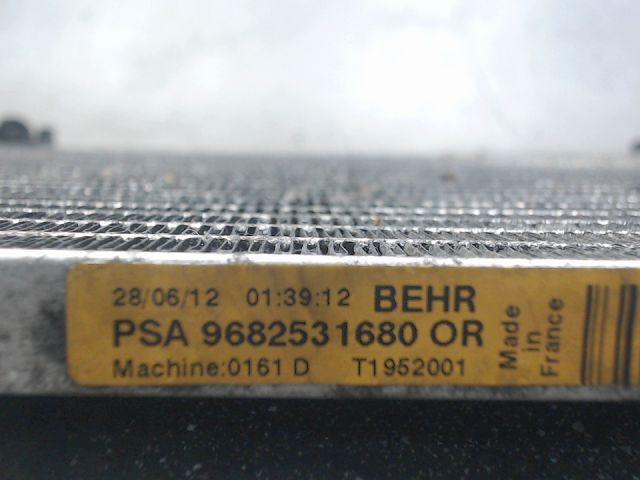 28/06/12 01:39:12 BEHR
PSA 9682531680 OR
Machine:0161 D T1952001
Made
in
France